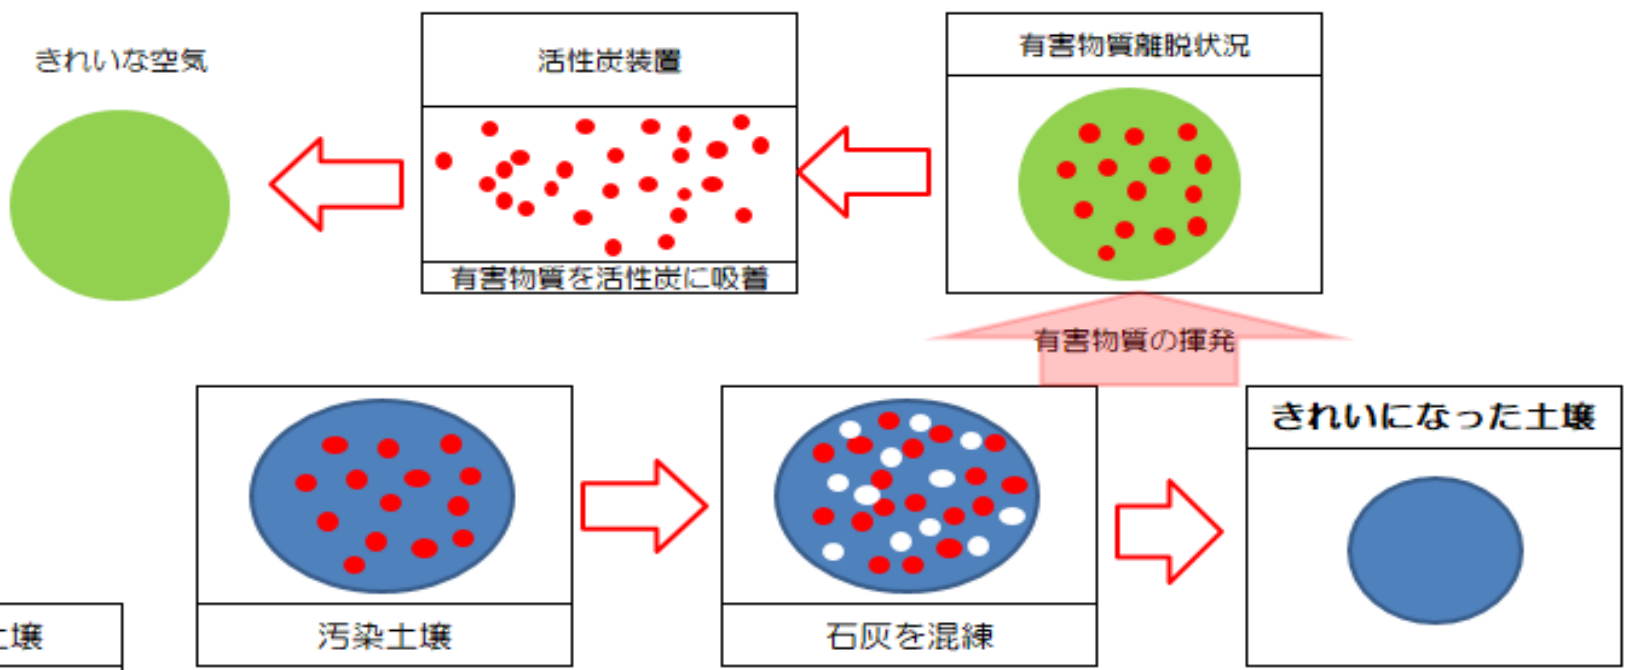 きれいな空気
活性炭装置
有害物質離脱状況
有害物質を活性炭に吸着
有害物質の揮発
きれいになった土壌
土壌
汚染土壌
石灰を混練